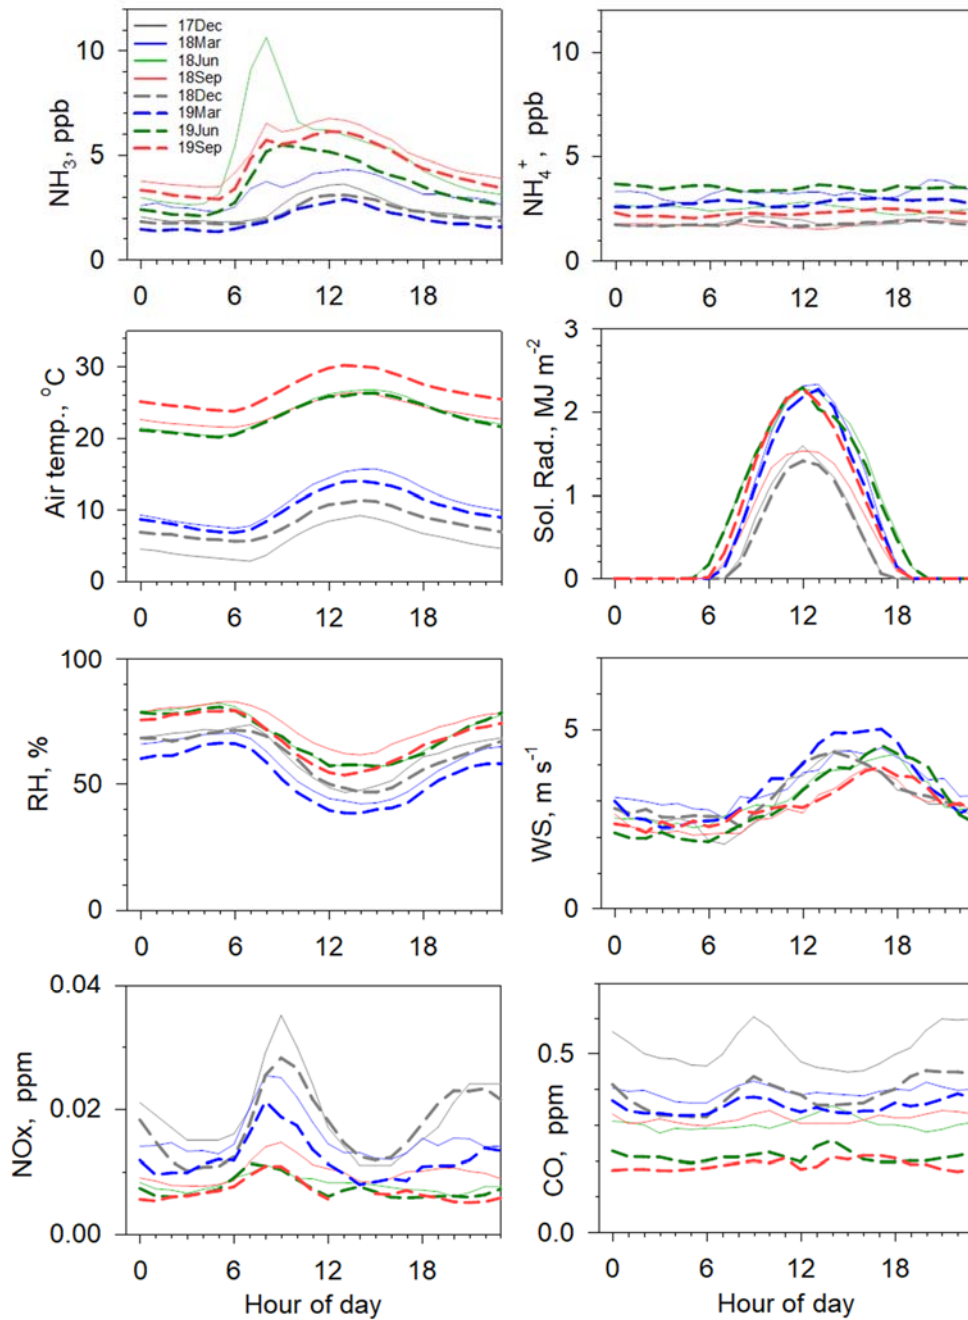 NH3, ppb
10
5
0
17Dec
18Mar
18Jun
18Sep
18Dec
19Mar
19Jun
19Sep
0 6 12 18
NH4+, ppb
10
5
0
0 6 12 18
Air temp., °C
30
20
10
0
0 6 12 18
Sol. Rad., MJ m-2
3
2
1
0
0 6 12 18
RH, %
100
50
0
0 6 12 18
WS, m s-1
5
0
0 6 12 18
NOx, ppm
0.04
0.02
0.00
0 6 12 18
Hour of day
CO, ppm
0.5
0.0
0 6 12 18
Hour of day